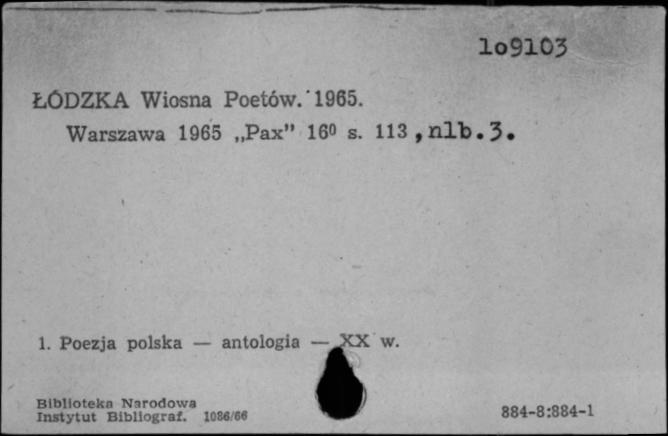 lo9103
ŁÓDZKA Wiosna Poetów. 1965.
Warszawa 1965 „Pax” 16⁰ s. 113, nlb. 3.
1. Poezja polska — antologia — XX w.
Biblioteka Narodowa
Instytut Bibliograf. 1086/66
884-8:884-1